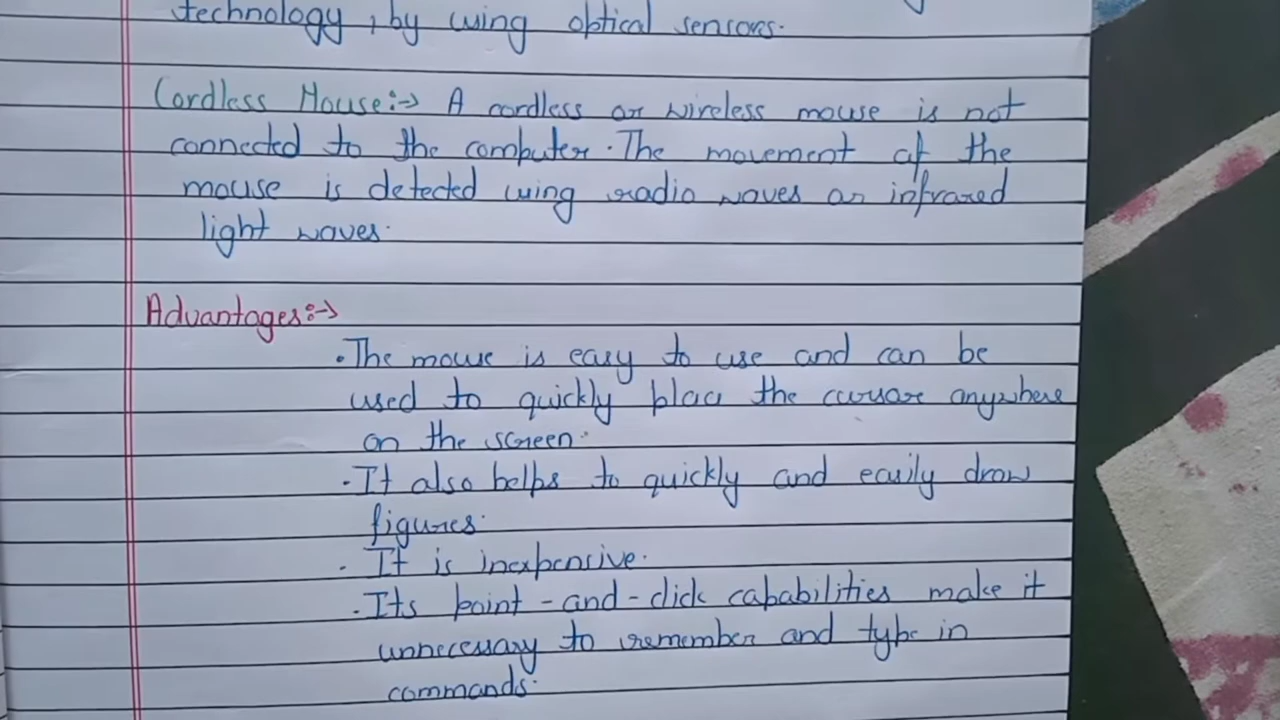 technology, by using optical sensors.
Cordless Mouse:→ A cordless or wireless mouse is not
connected to the computer. The movement of the
mouse is detected using radio waves or infrared
light waves.
Advantages:→
• The mouse is easy to use and can be
used to quickly place the cursor anywhere
on the screen.
• It also helps to quickly and easily draw
figures.
• It is inexpensive.
• Its point-and-click capabilities make it
unnecessary to remember and type in
commands.